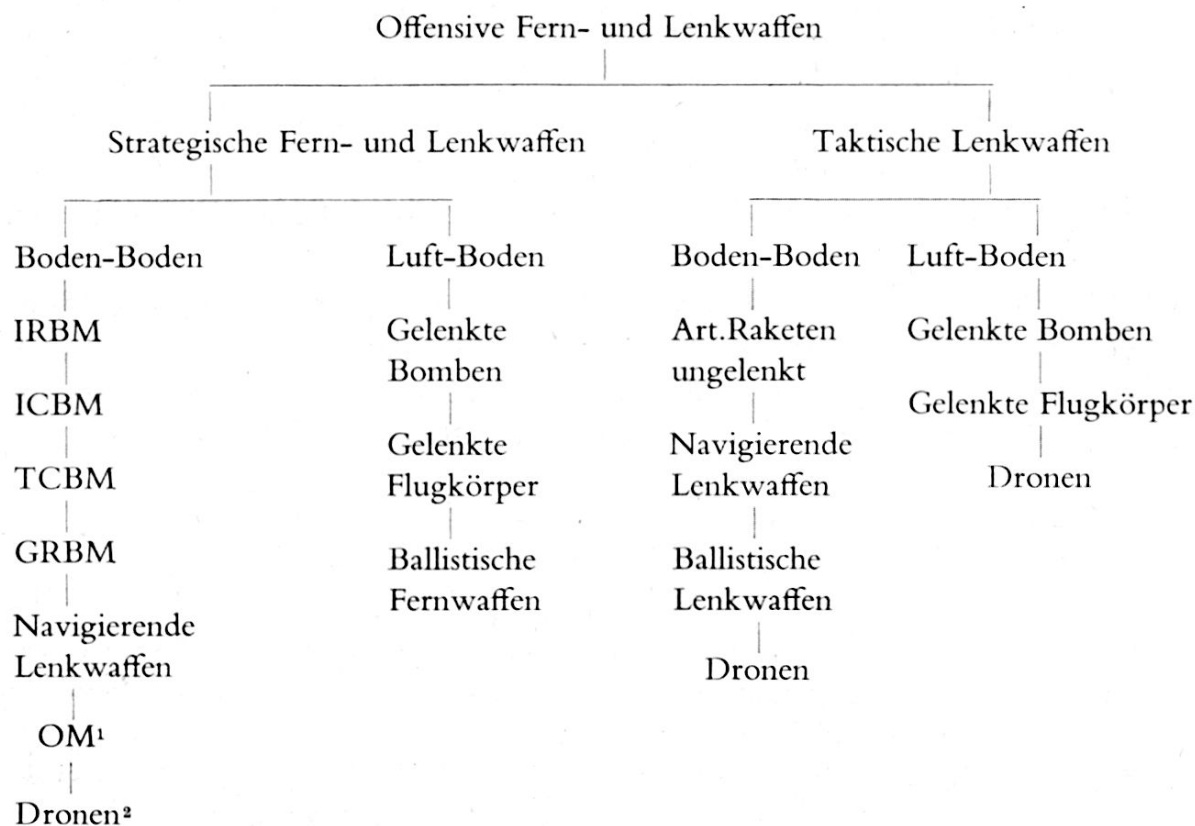 Offensive Fern- und Lenkwaffen
Strategische Fern- und Lenkwaffen
Boden-Boden
IRBM
ICBM
TCBM
GRBM
Navigierende
Lenkwaffen
OM¹
Dronen²
Luft-Boden
Gelenkte
Bomben
Gelenkte
Flugkörper
Ballistische
Fernwaffen
Taktische Lenkwaffen
Boden-Boden
Art.Raketen
ungelenkt
Navigierende
Lenkwaffen
Ballistische
Lenkwaffen
Dronen
Luft-Boden
Gelenkte Bomben
Gelenkte Flugkörper
Dronen